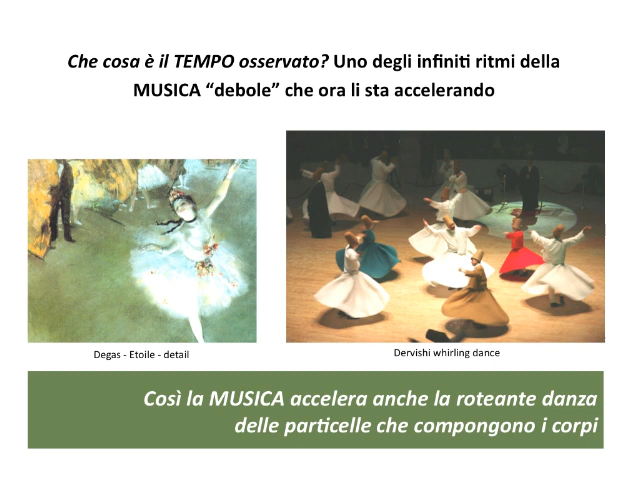 Che cosa è il TEMPO osservato? Uno degli infiniti ritmi della
MUSICA “debole” che ora li sta accelerando
Degas - Etoile - detail
Dervishi whirling dance
Così la MUSICA accelera anche la roteante danza
delle particelle che compongono i corpi